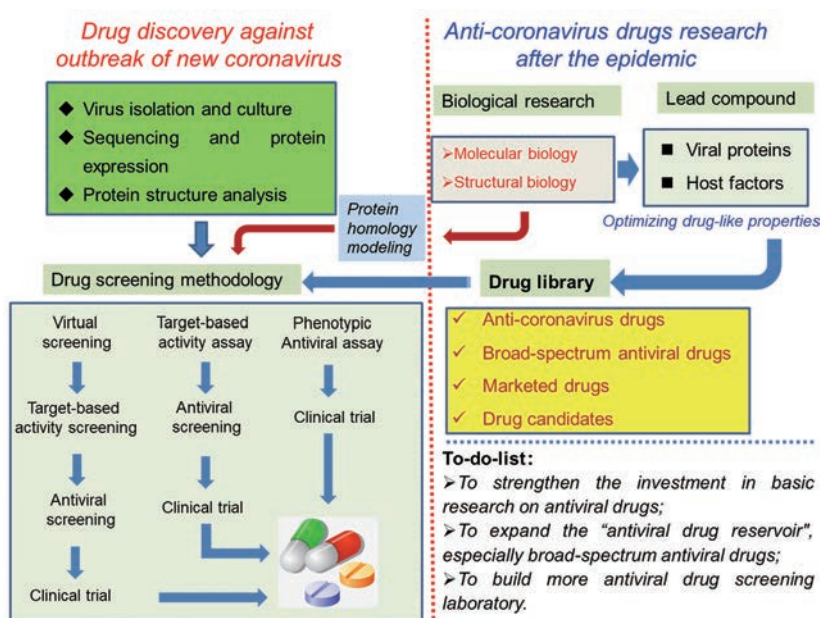 Drug discovery against
outbreak of new coronavirus
Virus isolation and culture
Sequencing and protein
expression
Protein structure analysis
Protein
homology
modeling
Drug screening methodology
Virtual
screening
Target-based
activity screening
Antiviral
screening
Clinical trial
Target-based
activity assay
Antiviral
screening
Clinical trial
Phenotypic
Antiviral assay
Clinical trial
Anti-coronavirus drugs research
after the epidemic
Biological research
Molecular biology
Structural biology
Lead compound
Viral proteins
Host factors
Optimizing drug-like properties
Drug library
Anti-coronavirus drugs
Broad-spectrum antiviral drugs
Marketed drugs
Drug candidates
To-do-list:
To strengthen the investment in basic
research on antiviral drugs;
To expand the “antiviral drug reservoir",
especially broad-spectrum antiviral drugs;
To build more antiviral drug screening
laboratory.